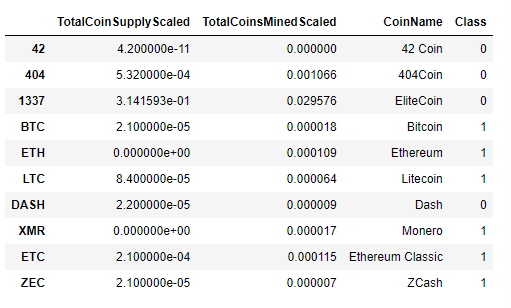 TotalCoinSupplyScaled TotalCoinsMinedScaled CoinName Class
42 4.200000e-11 0.000000 42 Coin 0
404 5.320000e-04 0.001066 404Coin 0
1337 3.141593e-01 0.029576 EliteCoin 0
BTC 2.100000e-05 0.000018 Bitcoin 1
ETH 0.000000e+00 0.000109 Ethereum 1
LTC 8.400000e-05 0.000064 Litecoin 1
DASH 2.200000e-05 0.000009 Dash 0
XMR 0.000000e+00 0.000017 Monero 1
ETC 2.100000e-04 0.000115 Ethereum Classic 1
ZEC 2.100000e-05 0.000007 ZCash 1